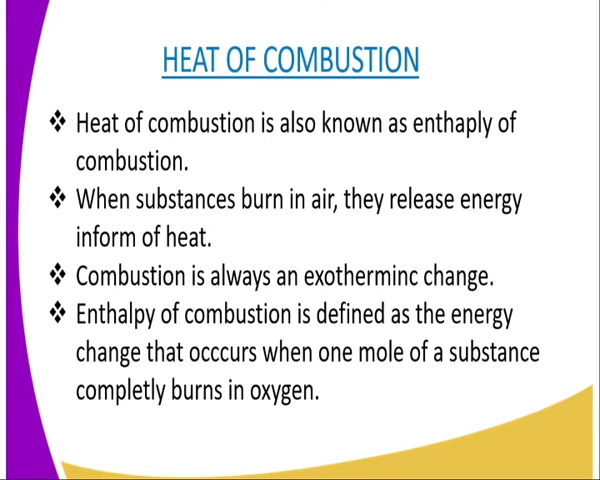 HEAT OF COMBUSTION
❖ Heat of combustion is also known as enthaply of
combustion.
❖ When substances burn in air, they release energy
inform of heat.
❖ Combustion is always an exotherminc change.
❖ Enthalpy of combustion is defined as the energy
change that occcurs when one mole of a substance
completly burns in oxygen.